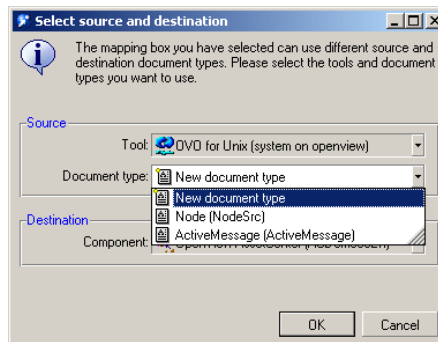 Select source and destination
The mapping box you have selected can use different source and
destination document types. Please select the tools and document
types you want to use.
Source
Tool: OVO for Unix (system on openview)
Document type: New document type
New document type
Node (NodeSrc)
ActiveMessage (ActiveMessage)
Destination
Component:
OK Cancel